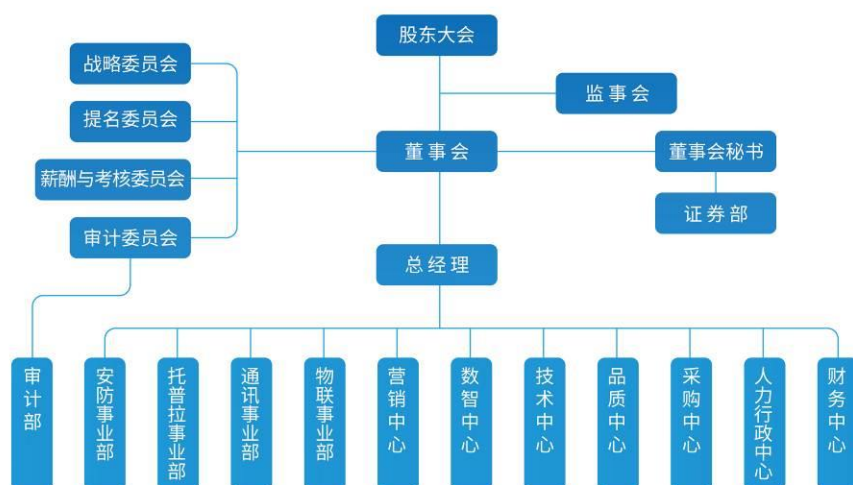 股东大会
战略委员会
监事会
提名委员会
董事会
董事会秘书
薪酬与考核委员会
证券部
审计委员会
总经理
审计部
安防事业部
托普拉事业部
通讯事业部
物联事业部
营销中心
数智中心
技术中心
品质中心
采购中心
人力行政中心
财务中心